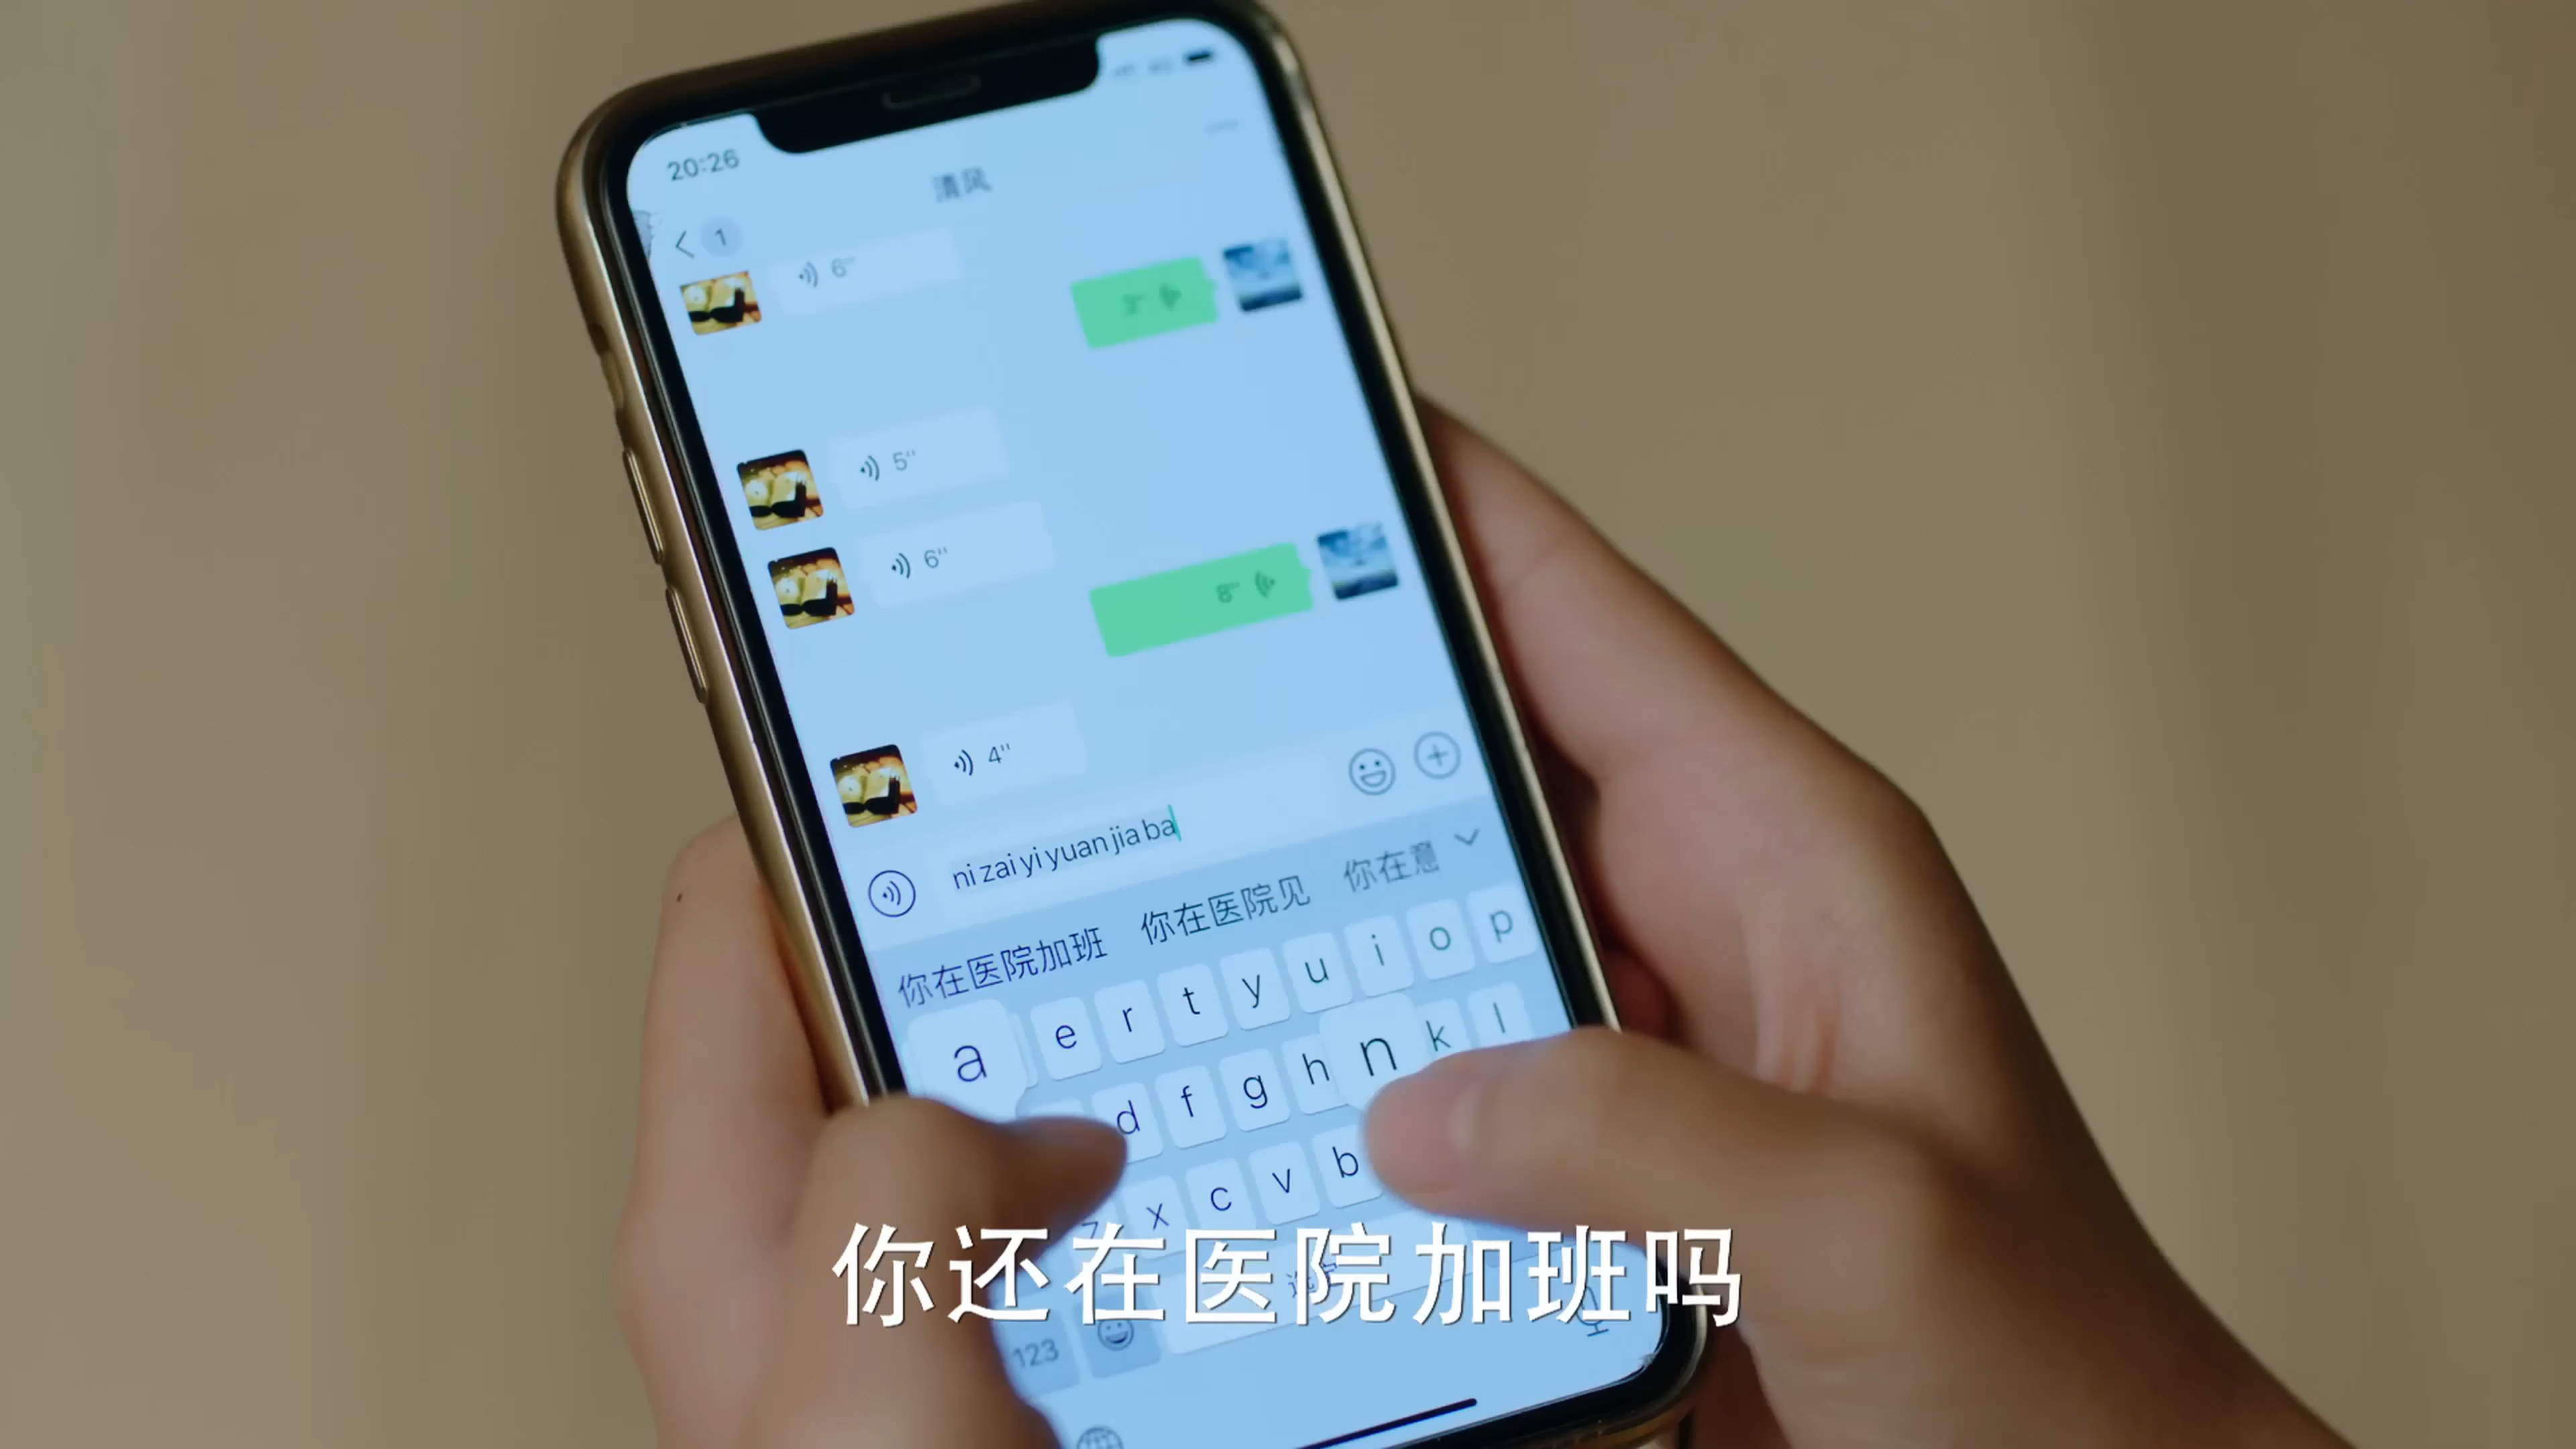 20:26
清风
1
6"
3"
5"
6"
8"
4"
ni zai yi yuan jia ba
你在医院加班 你在医院见 你在意
a e r t y u i o p
d f g h n k l
z x c v b
你还在医院加班吗
123